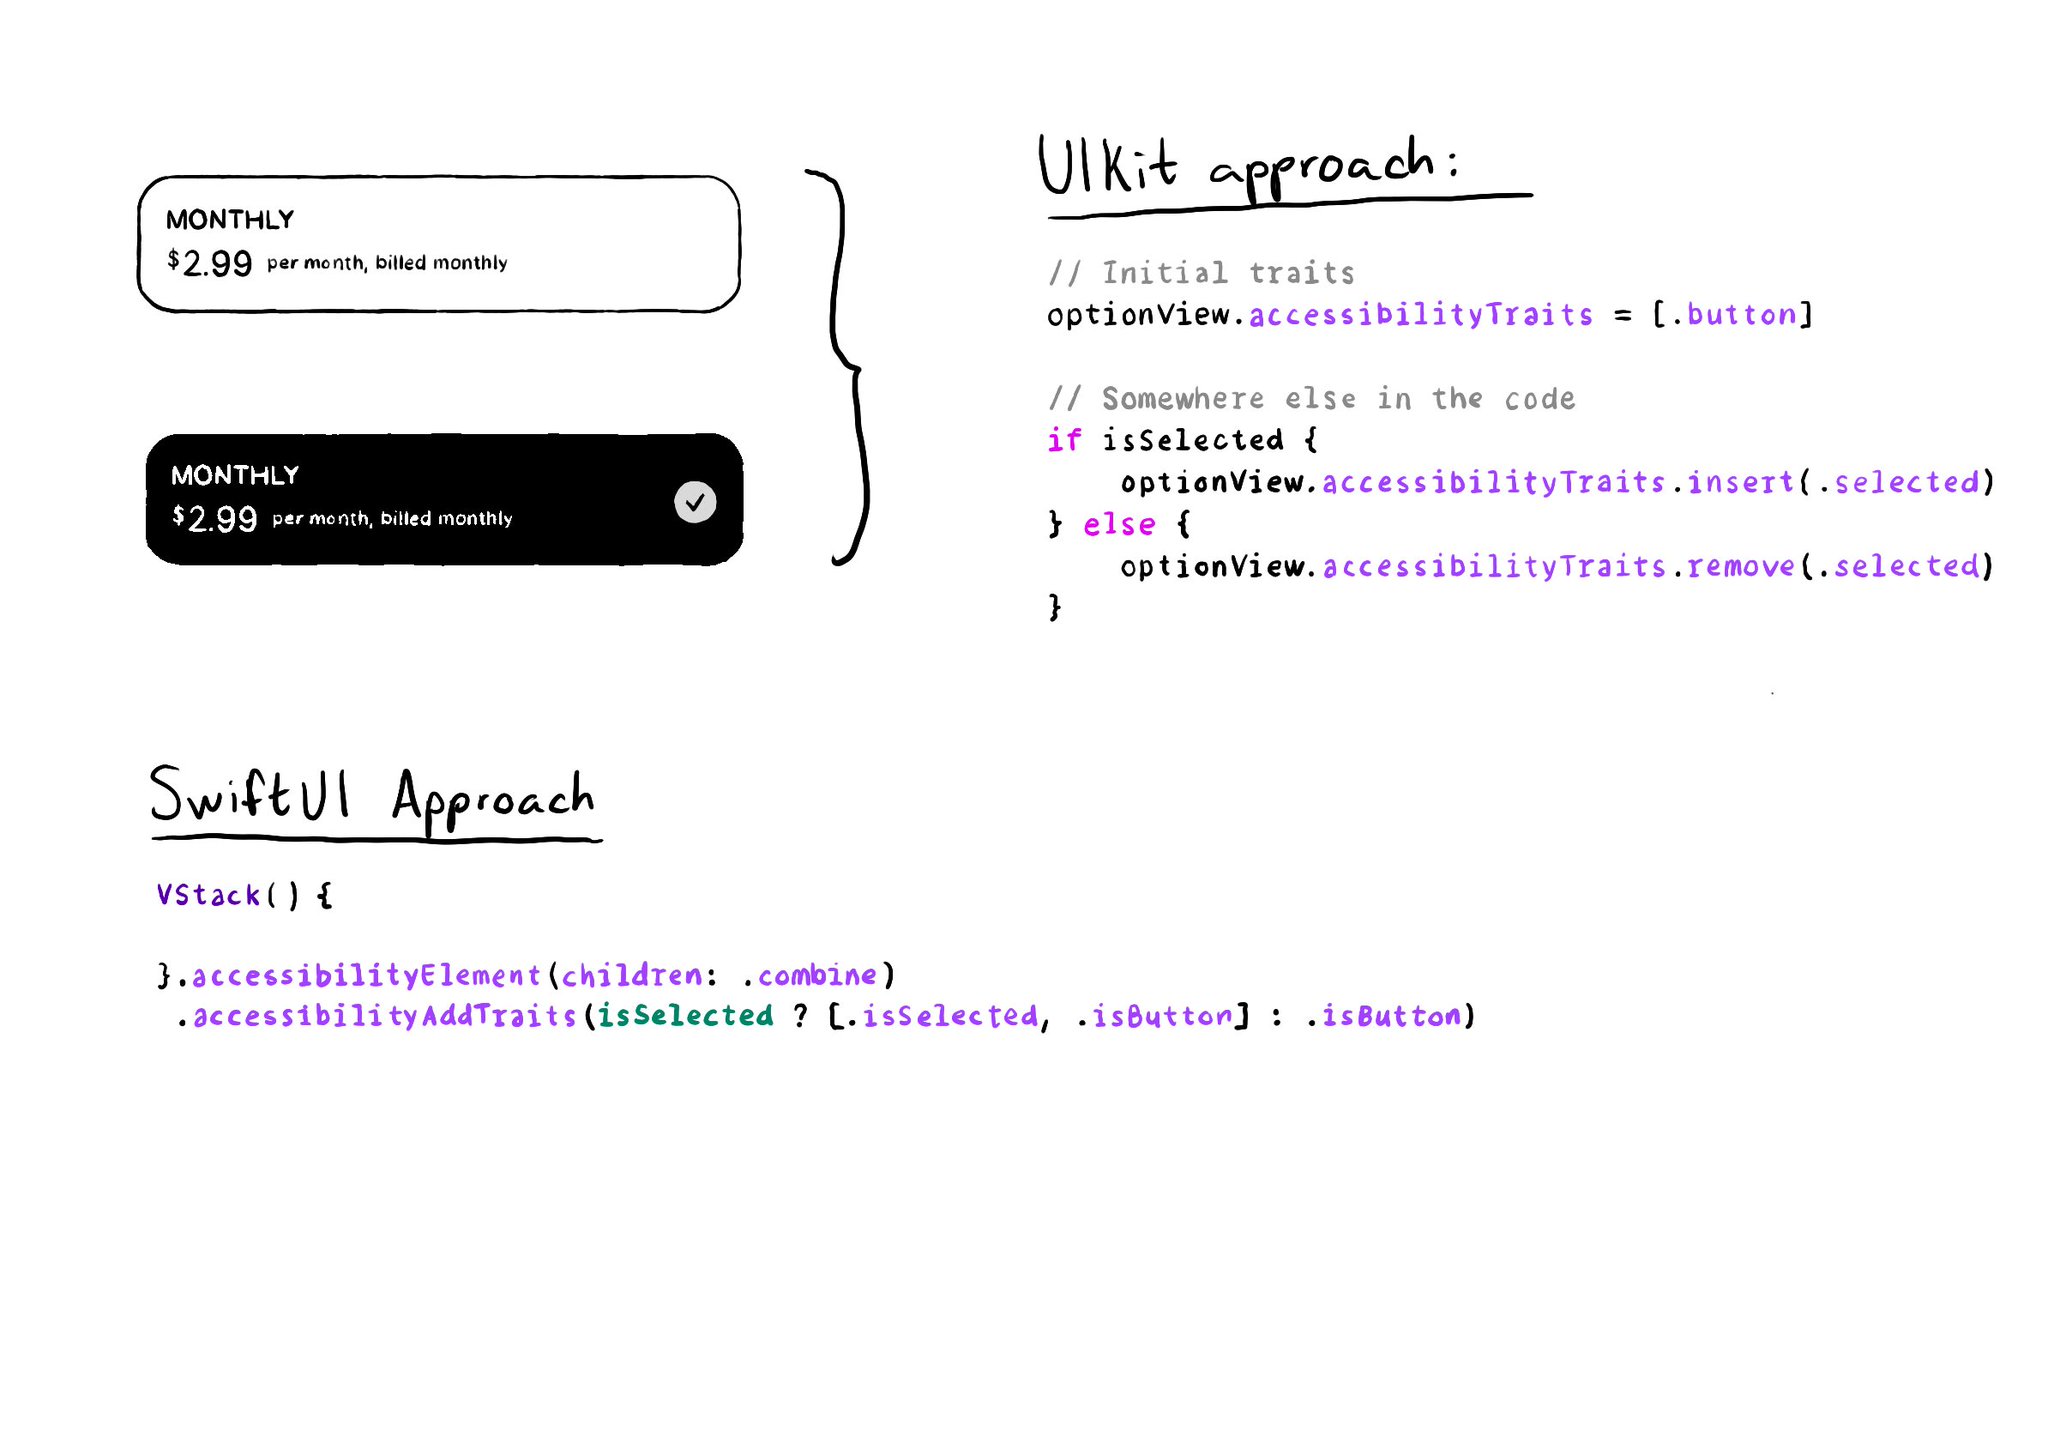 MONTHLY
$2.99 per month, billed monthly
MONTHLY
$2.99 per month, billed monthly
UIKit approach:
// Initial traits
optionView.accessibilityTraits = [.button]
// Somewhere else in the code
if isSelected {
optionView.accessibilityTraits.insert(.selected)
} else {
optionView.accessibilityTraits.remove(.selected)
}
SwiftUI Approach
VStack() {
}.accessibilityElement(children: .combine)
.accessibilityAddTraits(isSelected ? [.isSelected, .isButton] : .isButton)